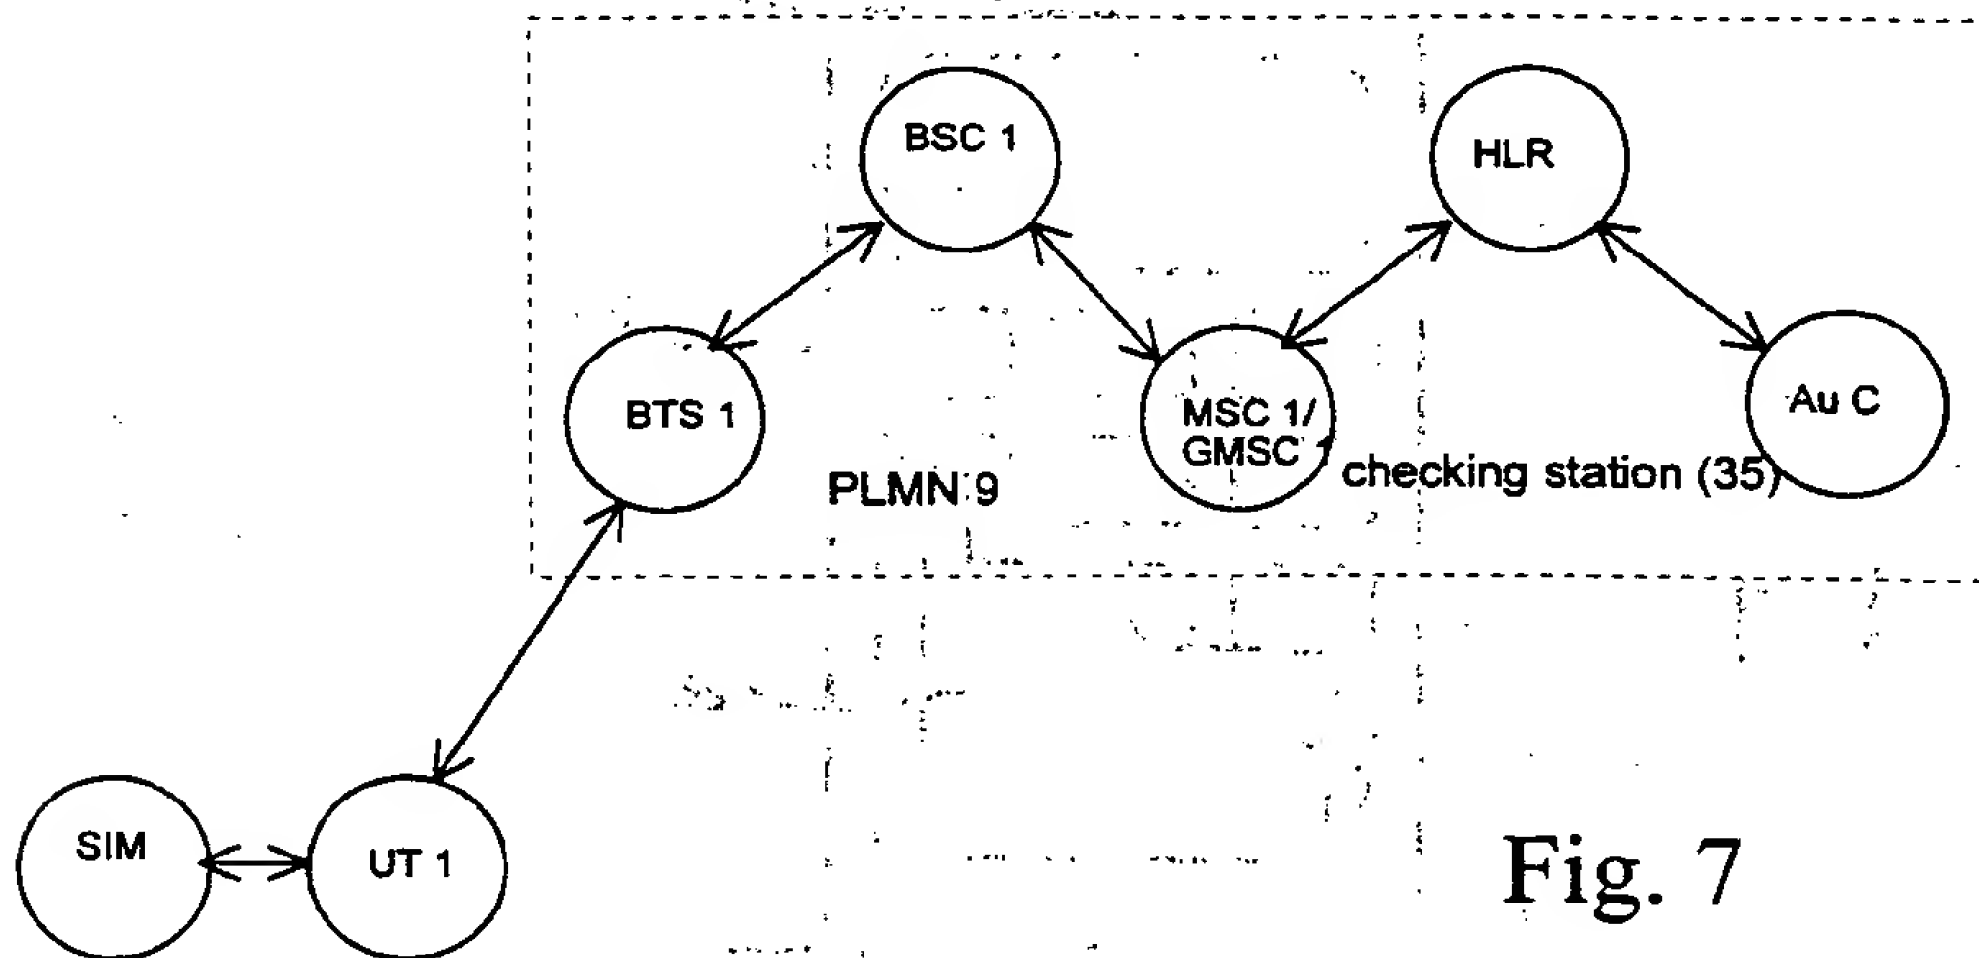 BSC 1
HLR
BTS 1
MSC 1/
GMSC 1
Au C
PLMN 9
checking station (35)
SIM
UT 1
Fig. 7